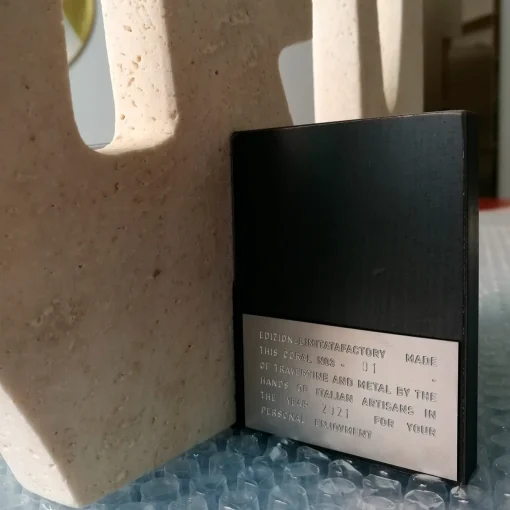 EDIZIONELIMITATAFACTORY MADE
THIS CORAL NO: - 01 -
OF TRAVERTINE AND METAL BY THE
HANDS OF ITALIAN ARTISANS IN
THE YEAR 2021 FOR YOUR
PERSONAL ENJOYMENT